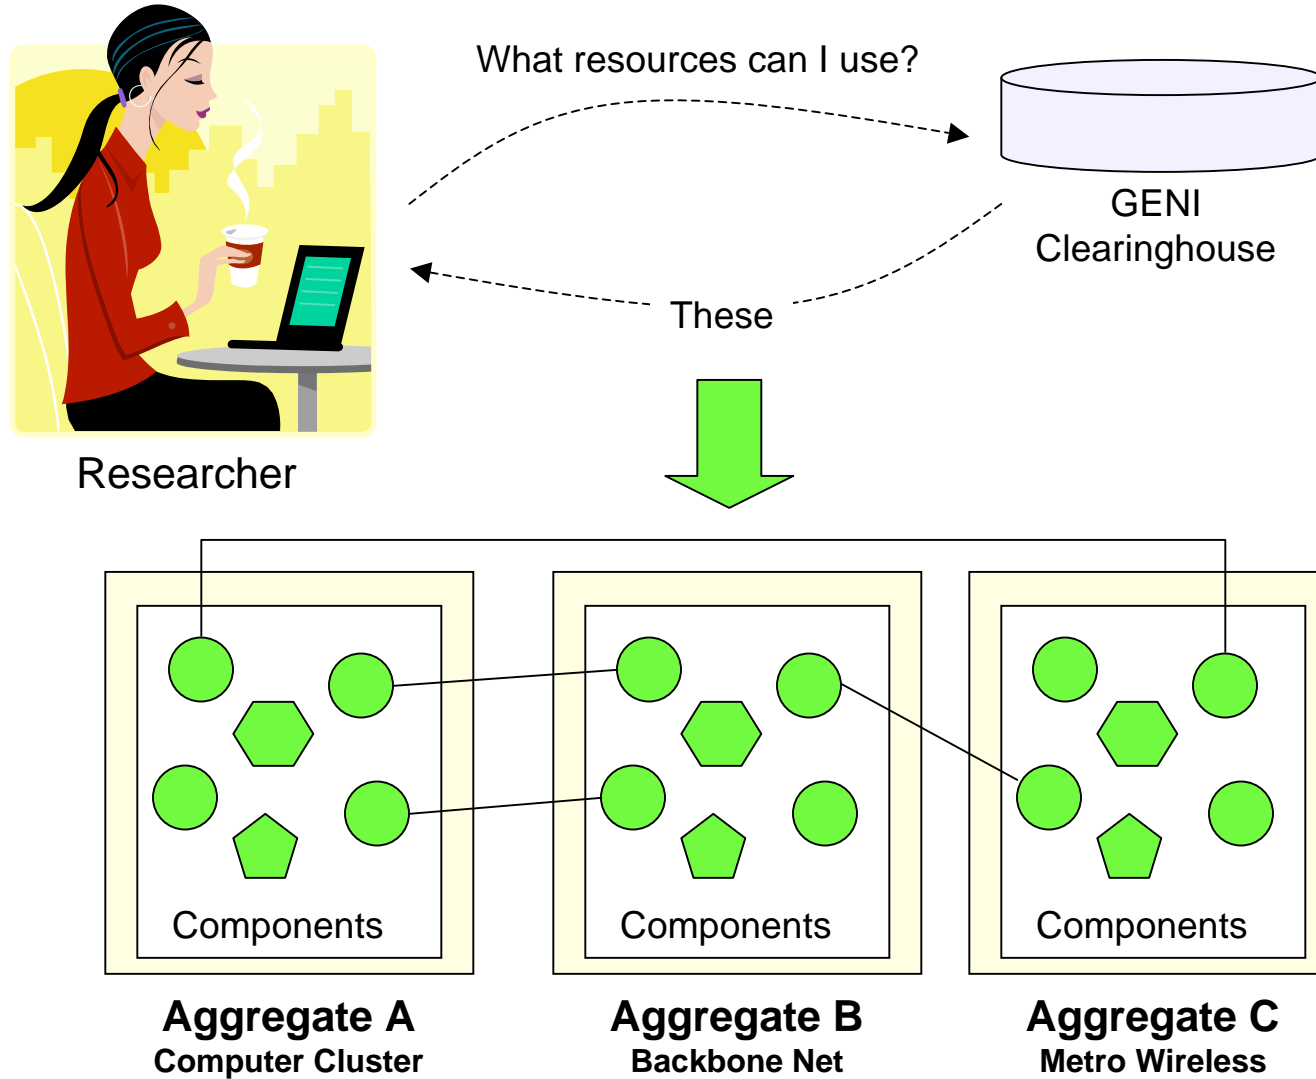 What resources can I use?
GENI
Clearinghouse
These
Researcher
Components
Components
Components
Aggregate A
Computer Cluster
Aggregate B
Backbone Net
Aggregate C
Metro Wireless